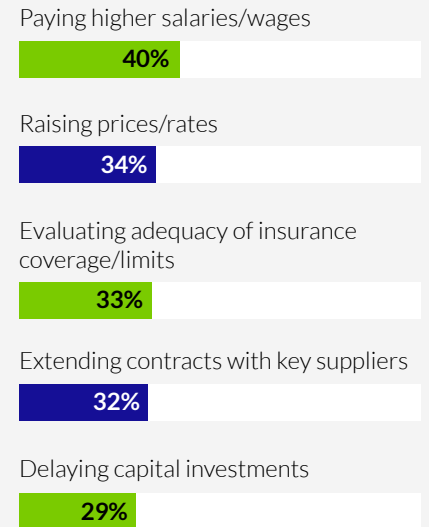 Paying higher salaries/wages
40%
Raising prices/rates
34%
Evaluating adequacy of insurance
coverage/limits
33%
Extending contracts with key suppliers
32%
Delaying capital investments
29%